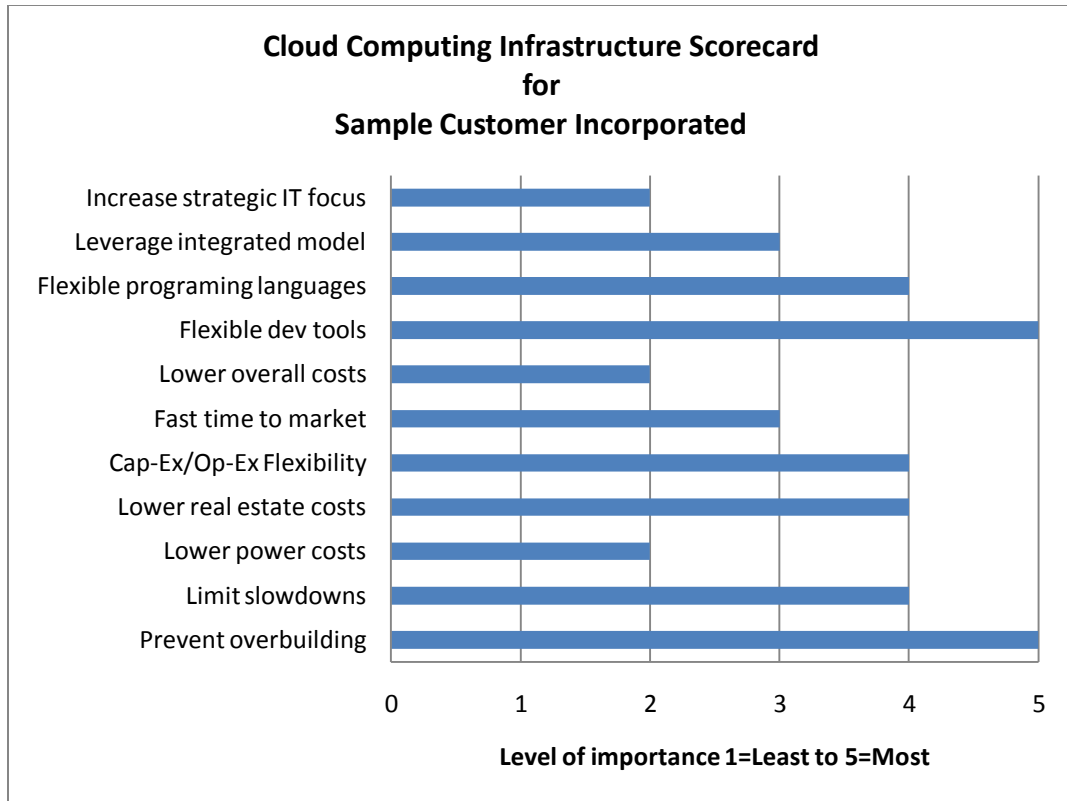 Cloud Computing Infrastructure Scorecard
for
Sample Customer Incorporated
Increase strategic IT focus
Leverage integrated model
Flexible programing languages
Flexible dev tools
Lower overall costs
Fast time to market
Cap-Ex/Op-Ex Flexibility
Lower real estate costs
Lower power costs
Limit slowdowns
Prevent overbuilding
0 1 2 3 4 5
Level of importance 1=Least to 5=Most